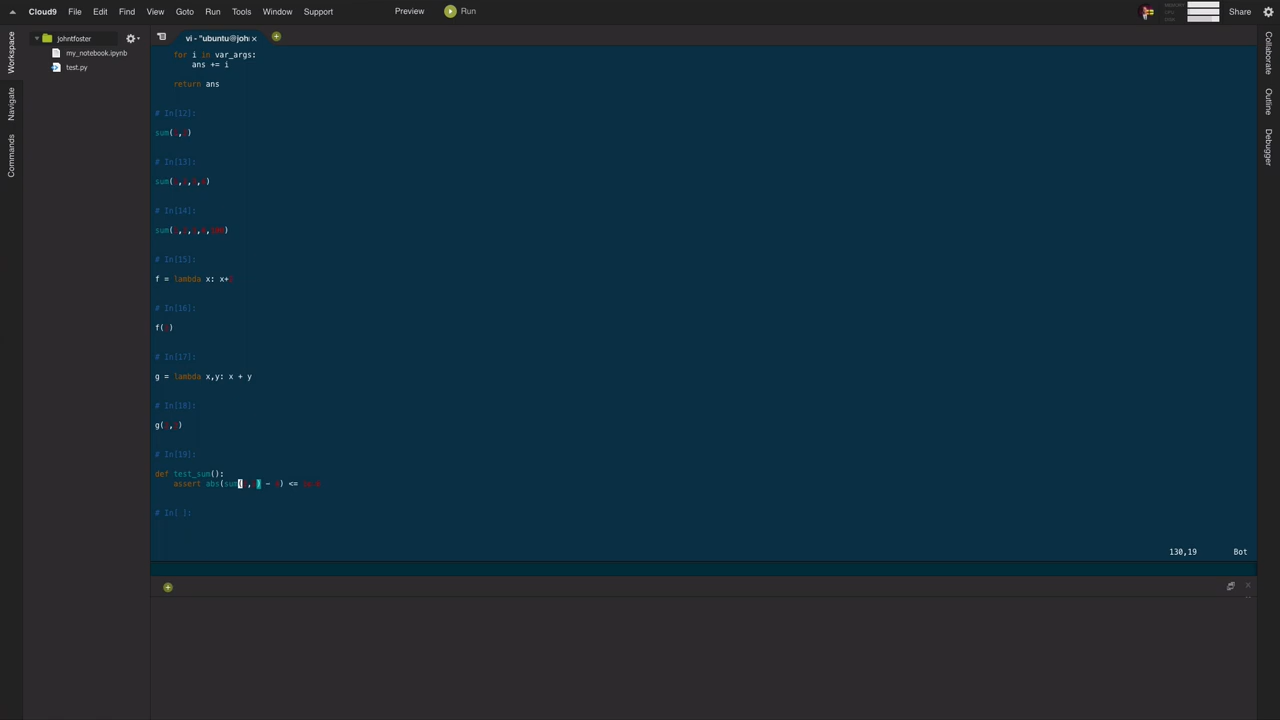 Cloud9 File Edit Find View Goto Run Tools Window Support Preview Run Share
Workspace
Navigate
Commands
johntfoster
my_notebook.ipynb
test.py
vi - "ubuntu@joh
for i in var_args:
ans += i
return ans
# In[12]:
sum( , )
# In[13]:
sum( , , , )
# In[14]:
sum( , , , , )
# In[15]:
f = lambda x: x+
# In[16]:
f( )
# In[17]:
g = lambda x,y: x + y
# In[18]:
g( , )
# In[19]:
def test_sum():
assert abs(sum( , ) - ) <=
# In[ ]:
130,19 Bot
Collaborate
Outline
Debugger